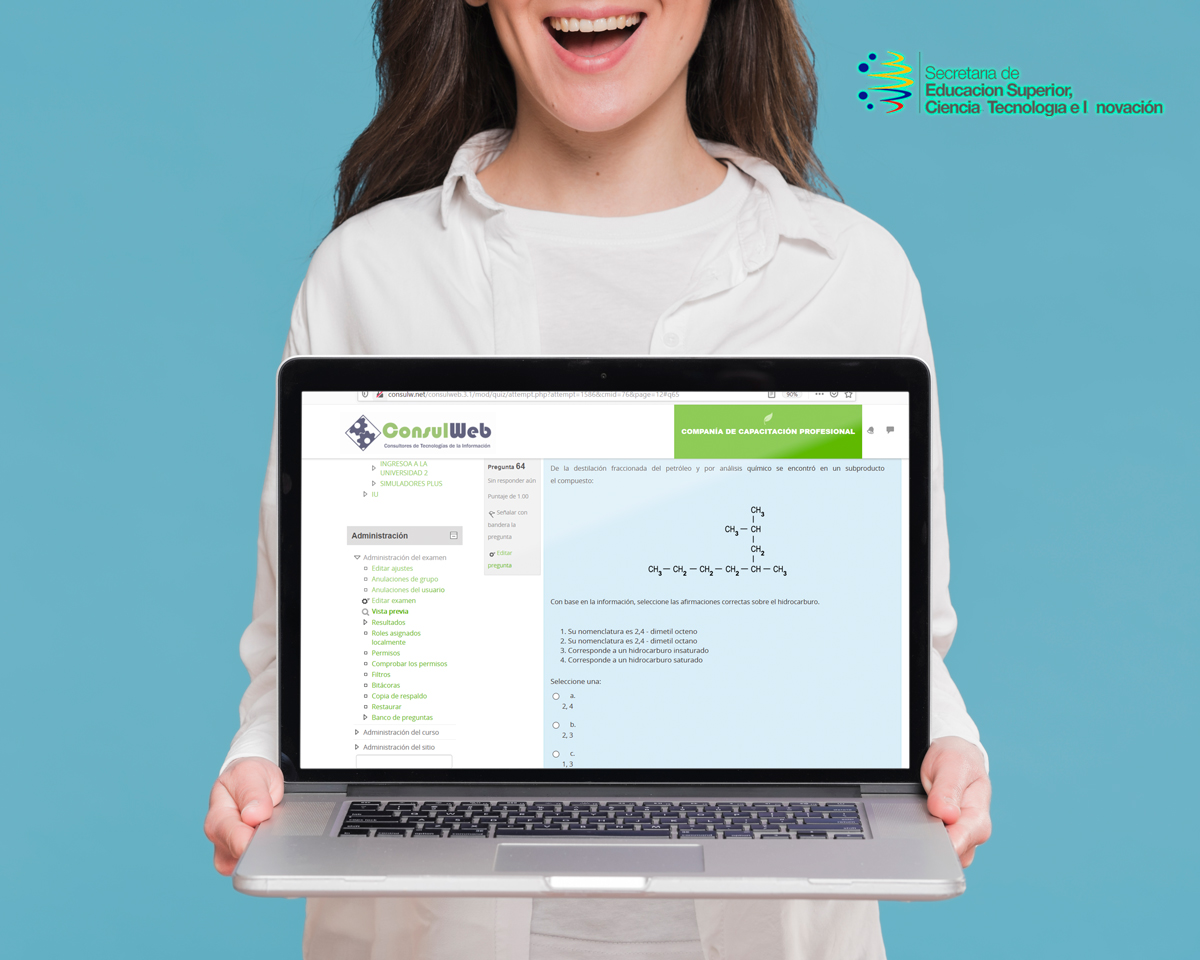 Secretaria de
Educacion Superior,
Ciencia Tecnologıa e I novación
consulw.net/consulweb.3.1/mod/quiz/attempt.php?attempt=1586&cmid=76&page=12#q65
90%
ConsulWeb
Consultores de Tecnologías de la Información
COMPANÍA DE CAPACITACIÓN PROFESIONAL
INGRESOA A LA
UNIVERSIDAD 2
SIMULADORES PLUS
IU
Administración
Administración del examen
Editar ajustes
Anulaciones de grupo
Anulaciones del usuario
Editar examen
Vista previa
Resultados
Roles asignados
localmente
Permisos
Comprobar los permisos
Filtros
Bitácoras
Copia de respaldo
Restaurar
Banco de preguntas
Administración del curso
Administración del sitio
Pregunta 64
Sin responder aún
Puntaje de 1.00
Señalar con
bandera la
pregunta
Editar
pregunta
De la destilación fraccionada del petróleo y por análisis químico se encontró en un subproducto
el compuesto:
CH3
CH3 — CH
CH2
CH3 — CH2 — CH2 — CH2 — CH — CH3
Con base en la información, seleccione las afirmaciones correctas sobre el hidrocarburo.
1. Su nomenclatura es 2,4 - dimetil octeno
2. Su nomenclatura es 2,4 - dimetil octano
3. Corresponde a un hidrocarburo insaturado
4. Corresponde a un hidrocarburo saturado
Seleccione una:
a.
2, 4
b.
2, 3
c.
1, 3